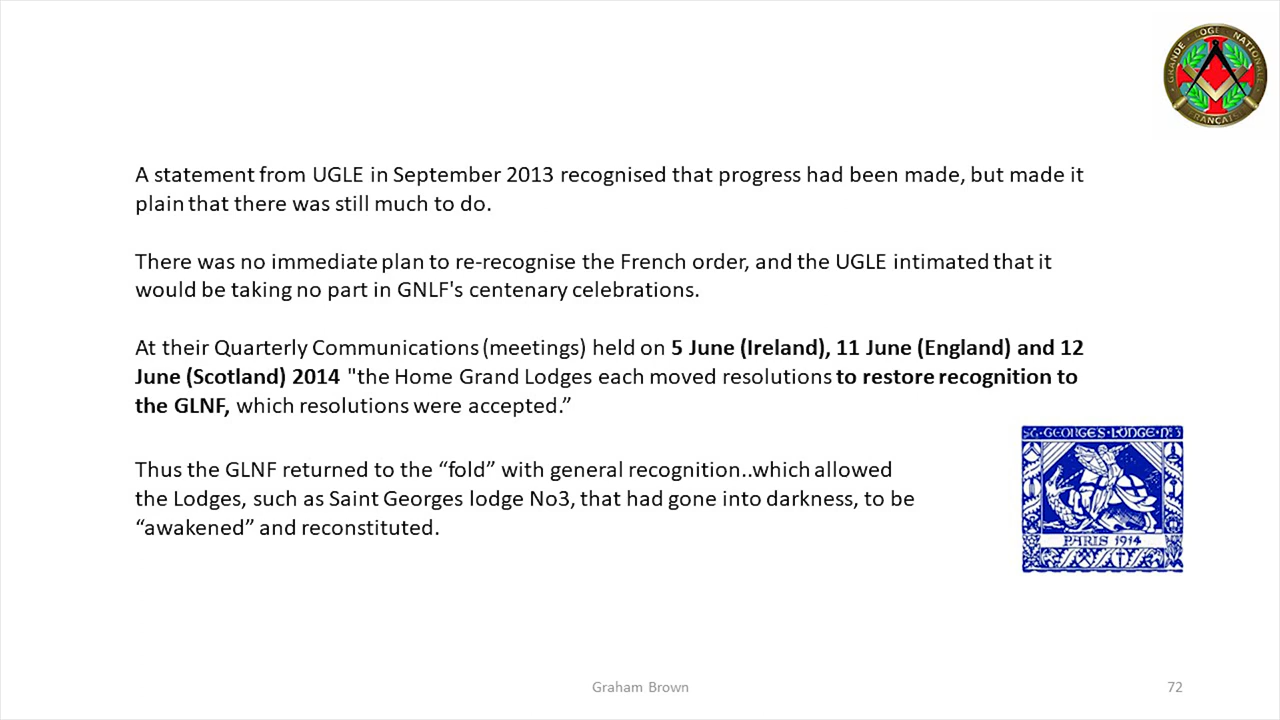 GRANDE LOGE NATIONALE
FRANÇAISE
A statement from UGLE in September 2013 recognised that progress had been made, but made it
plain that there was still much to do.
There was no immediate plan to re-recognise the French order, and the UGLE intimated that it
would be taking no part in GNLF's centenary celebrations.
At their Quarterly Communications (meetings) held on 5 June (Ireland), 11 June (England) and 12
June (Scotland) 2014 "the Home Grand Lodges each moved resolutions to restore recognition to
the GLNF, which resolutions were accepted.”
Thus the GLNF returned to the “fold” with general recognition..which allowed
the Lodges, such as Saint Georges lodge No3, that had gone into darkness, to be
“awakened” and reconstituted.
ST·GEORGE'S·LODGE·Nº·3
PARIS 1914
Graham Brown
72